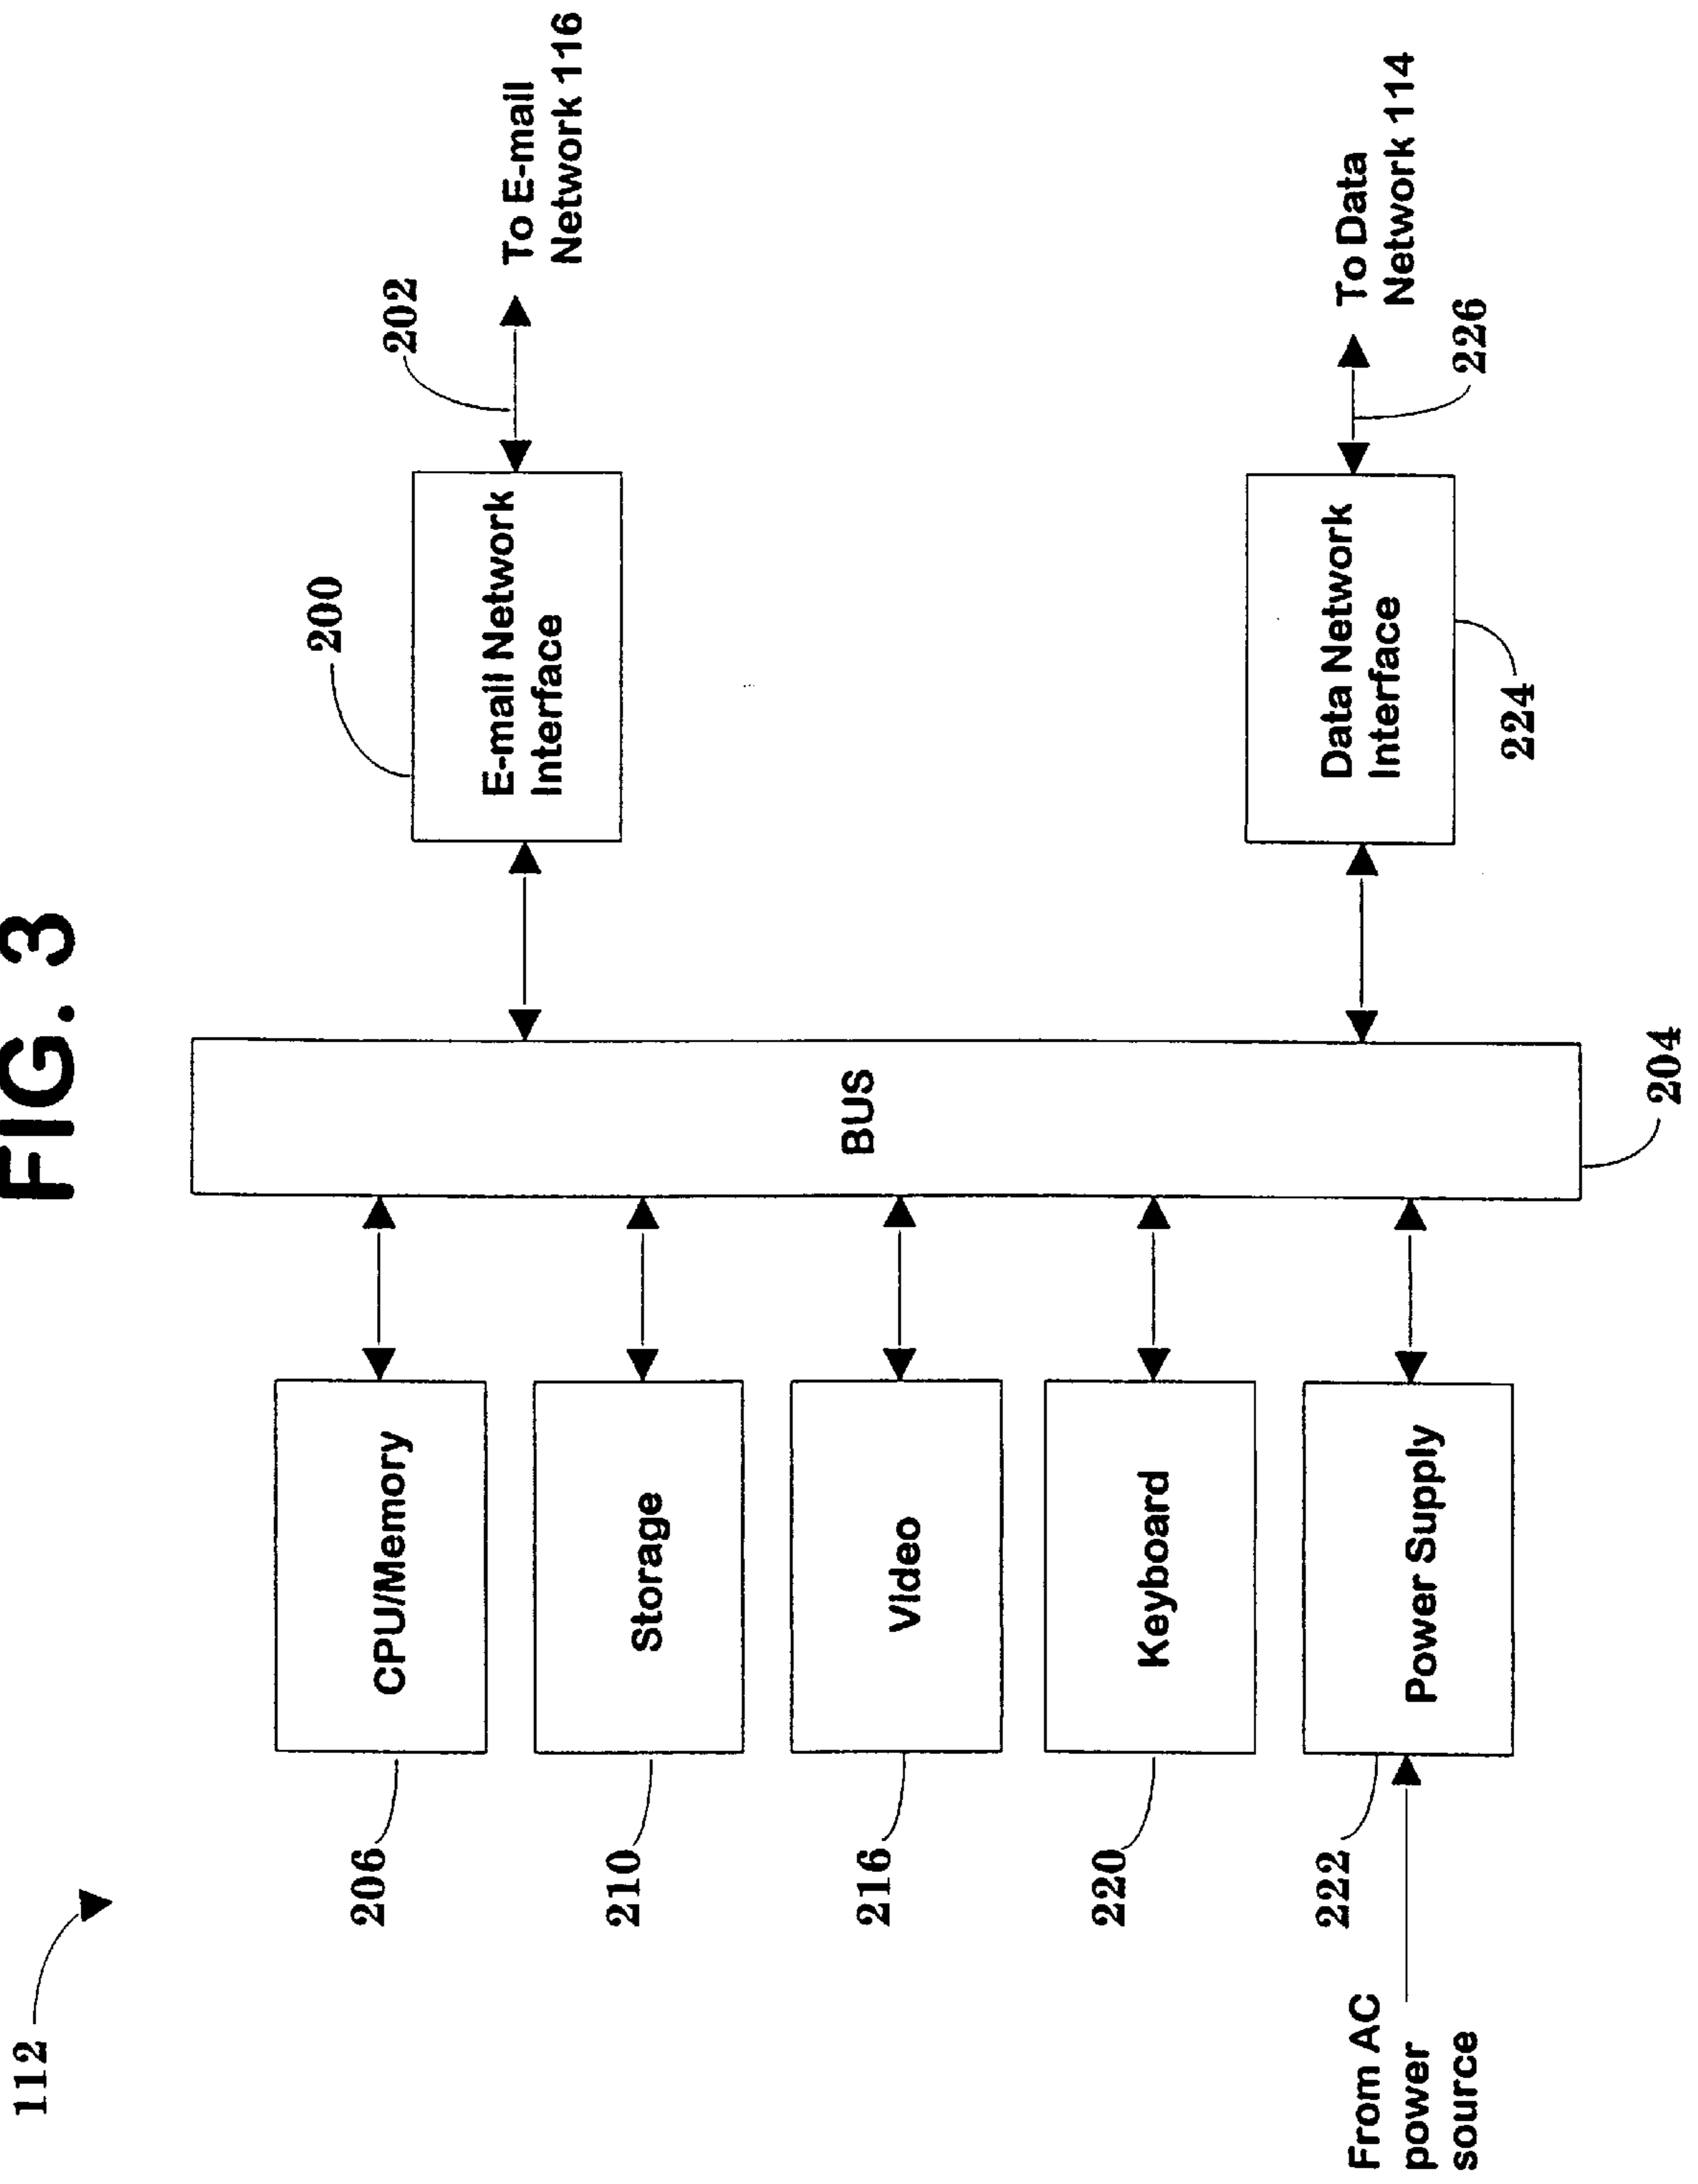 FIG. 3
112
206
CPU/Memory
210
Storage
216
Video
220
Keyboard
222
Power Supply
From AC
power
source
BUS
204
200
E-mail Network
Interface
202
To E-mail
Network 116
Data Network
Interface
224
226
To Data
Network 114